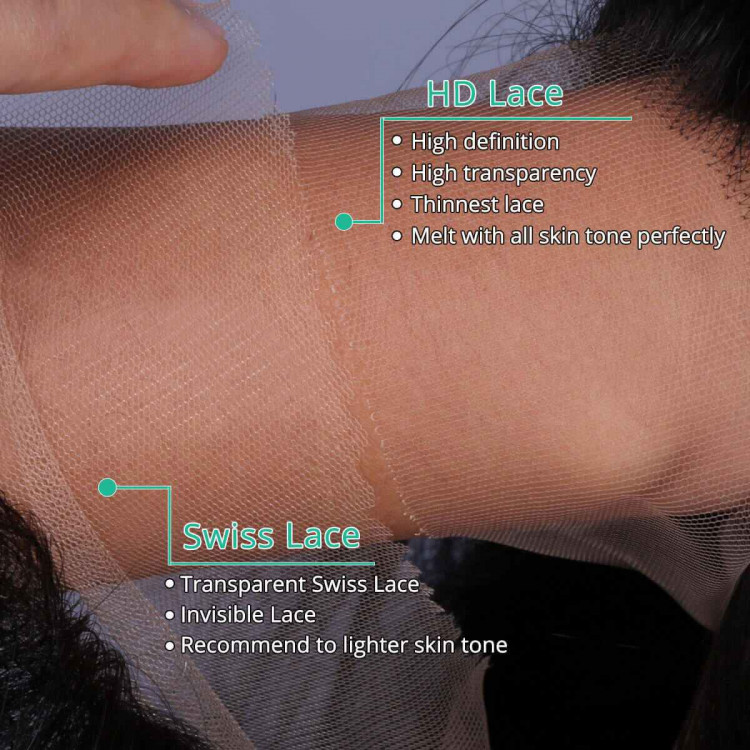 HD Lace
• High definition
• High transparency
• Thinnest lace
• Melt with all skin tone perfectly
Swiss Lace
• Transparent Swiss Lace
• Invisible Lace
• Recommend to lighter skin tone